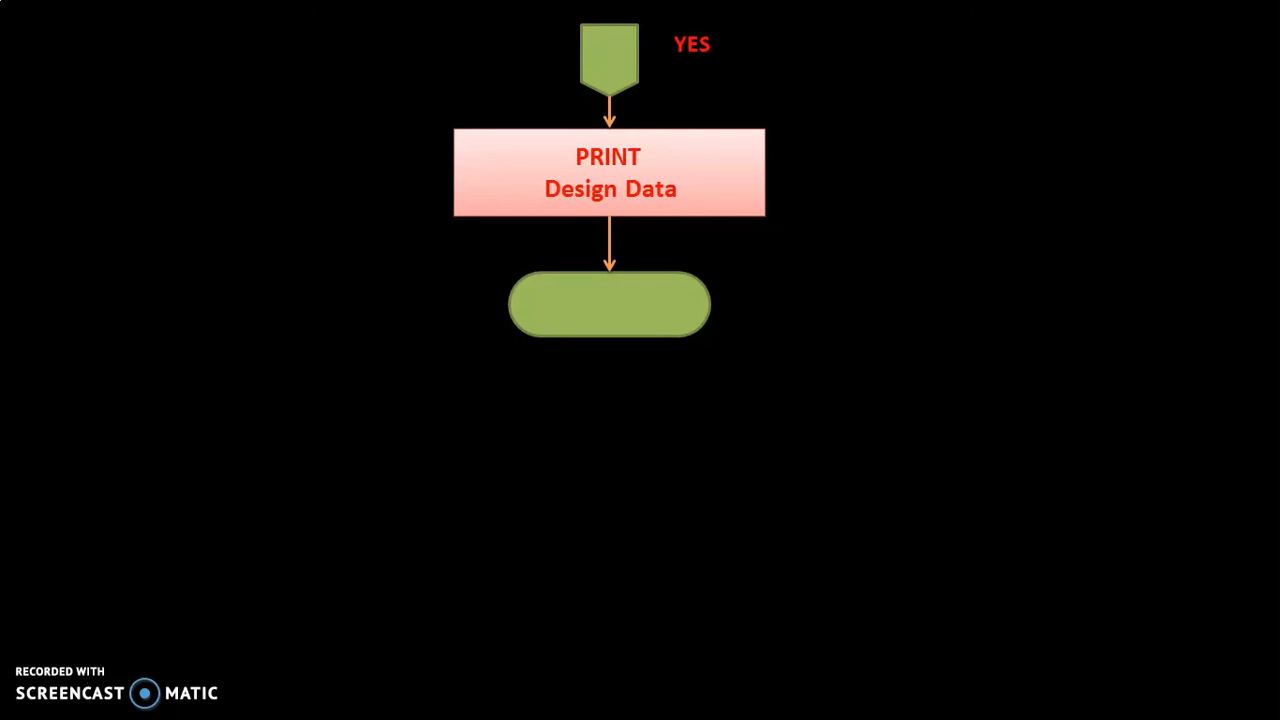 YES
PRINT
Design Data
RECORDED WITH
SCREENCAST MATIC